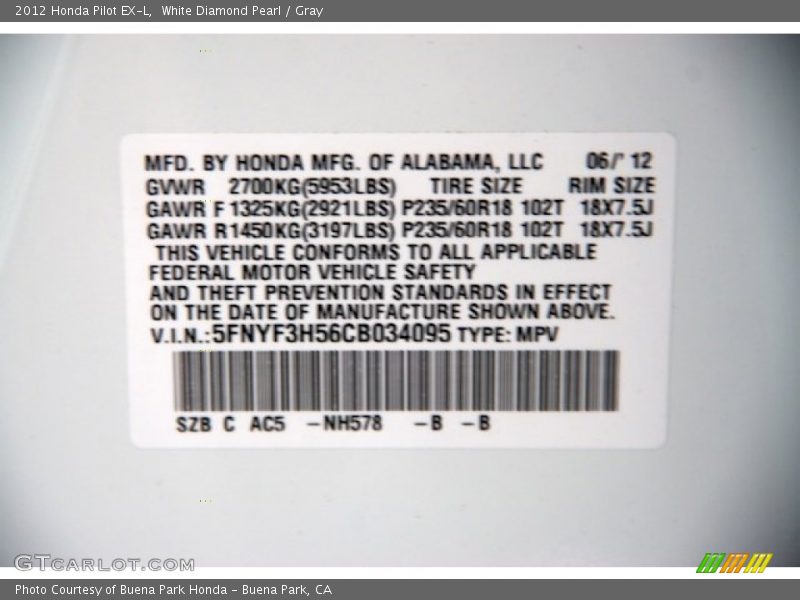 2012 Honda Pilot EX-L,  White Diamond Pearl / Gray
MFD. BY HONDA MFG. OF ALABAMA, LLC 06/' 12
GVWR 2700KG(5953LBS) TIRE SIZE RIM SIZE
GAWR F 1325KG(2921LBS) P235/60R18 102T 18X7.5J
GAWR R1450KG(3197LBS) P235/60R18 102T 18X7.5J
THIS VEHICLE CONFORMS TO ALL APPLICABLE
FEDERAL MOTOR VEHICLE SAFETY
AND THEFT PREVENTION STANDARDS IN EFFECT
ON THE DATE OF MANUFACTURE SHOWN ABOVE.
V.I.N.:5FNYF3H56CB034095 TYPE: MPV
SZB C AC5 -NH578 -B -B
GTCARLOT.COM
Photo Courtesy of Buena Park Honda - Buena Park, CA